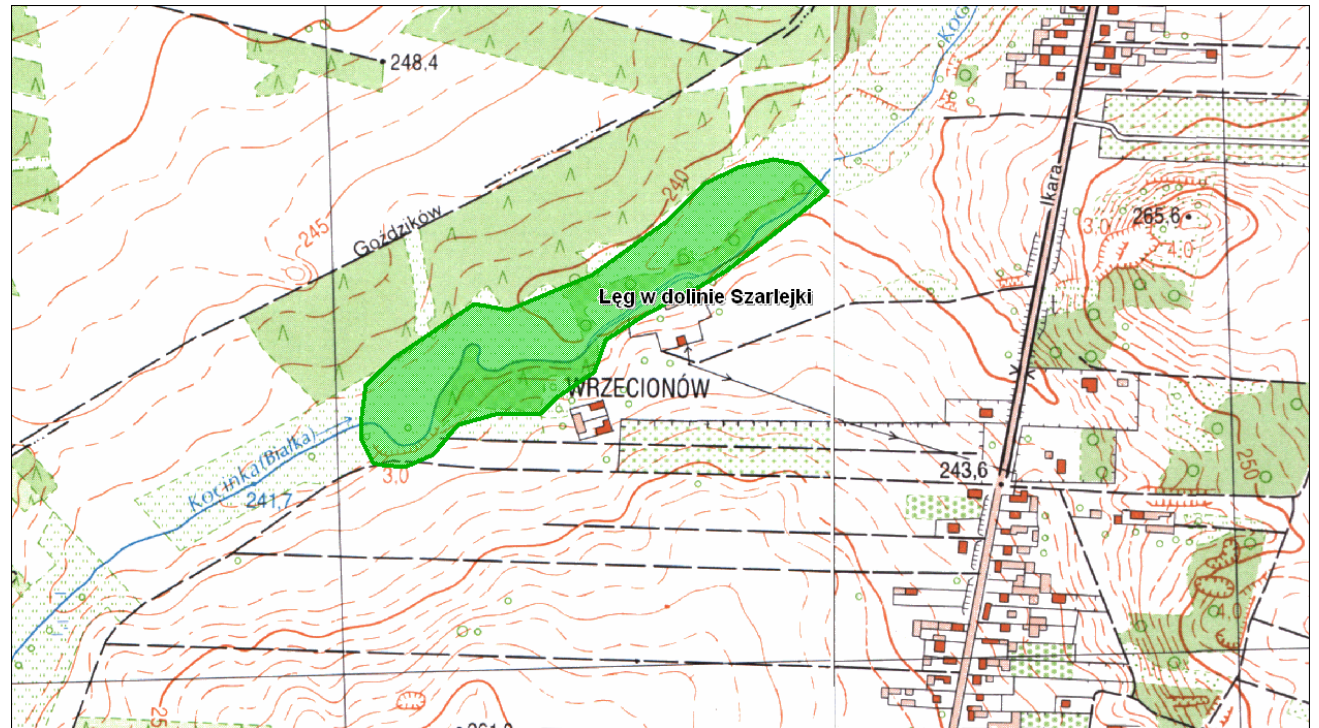 Koc
248,4
Ikara
240
265,6
3.0
4.0
Goździków
245
Łęg w dolinie Szarlejki
WRZECIONÓW
Kocinka (Białka)
241,7
3.0
243,6
250
4.0